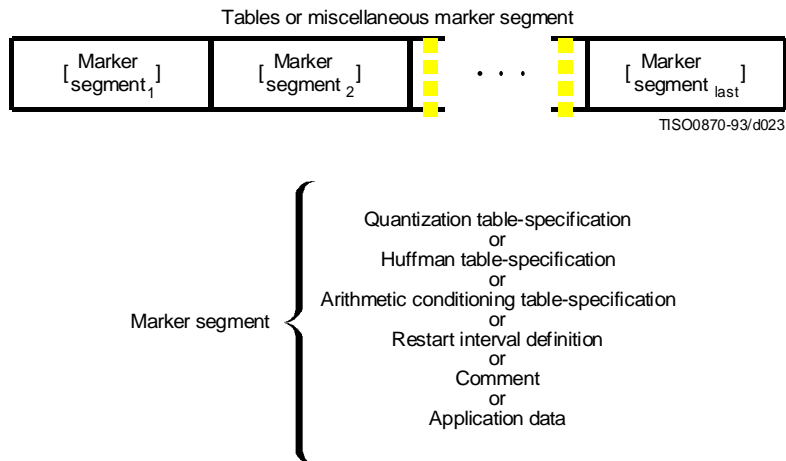 Tables or miscellaneous marker segment
[ Marker segment 1 ] [ Marker segment 2 ] . . . [ Marker segment last ]
TISO0870-93/d023
Quantization table-specification
or
Huffman table-specification
or
Arithmetic conditioning table-specification
or
Marker segment
Restart interval definition
or
Comment
or
Application data